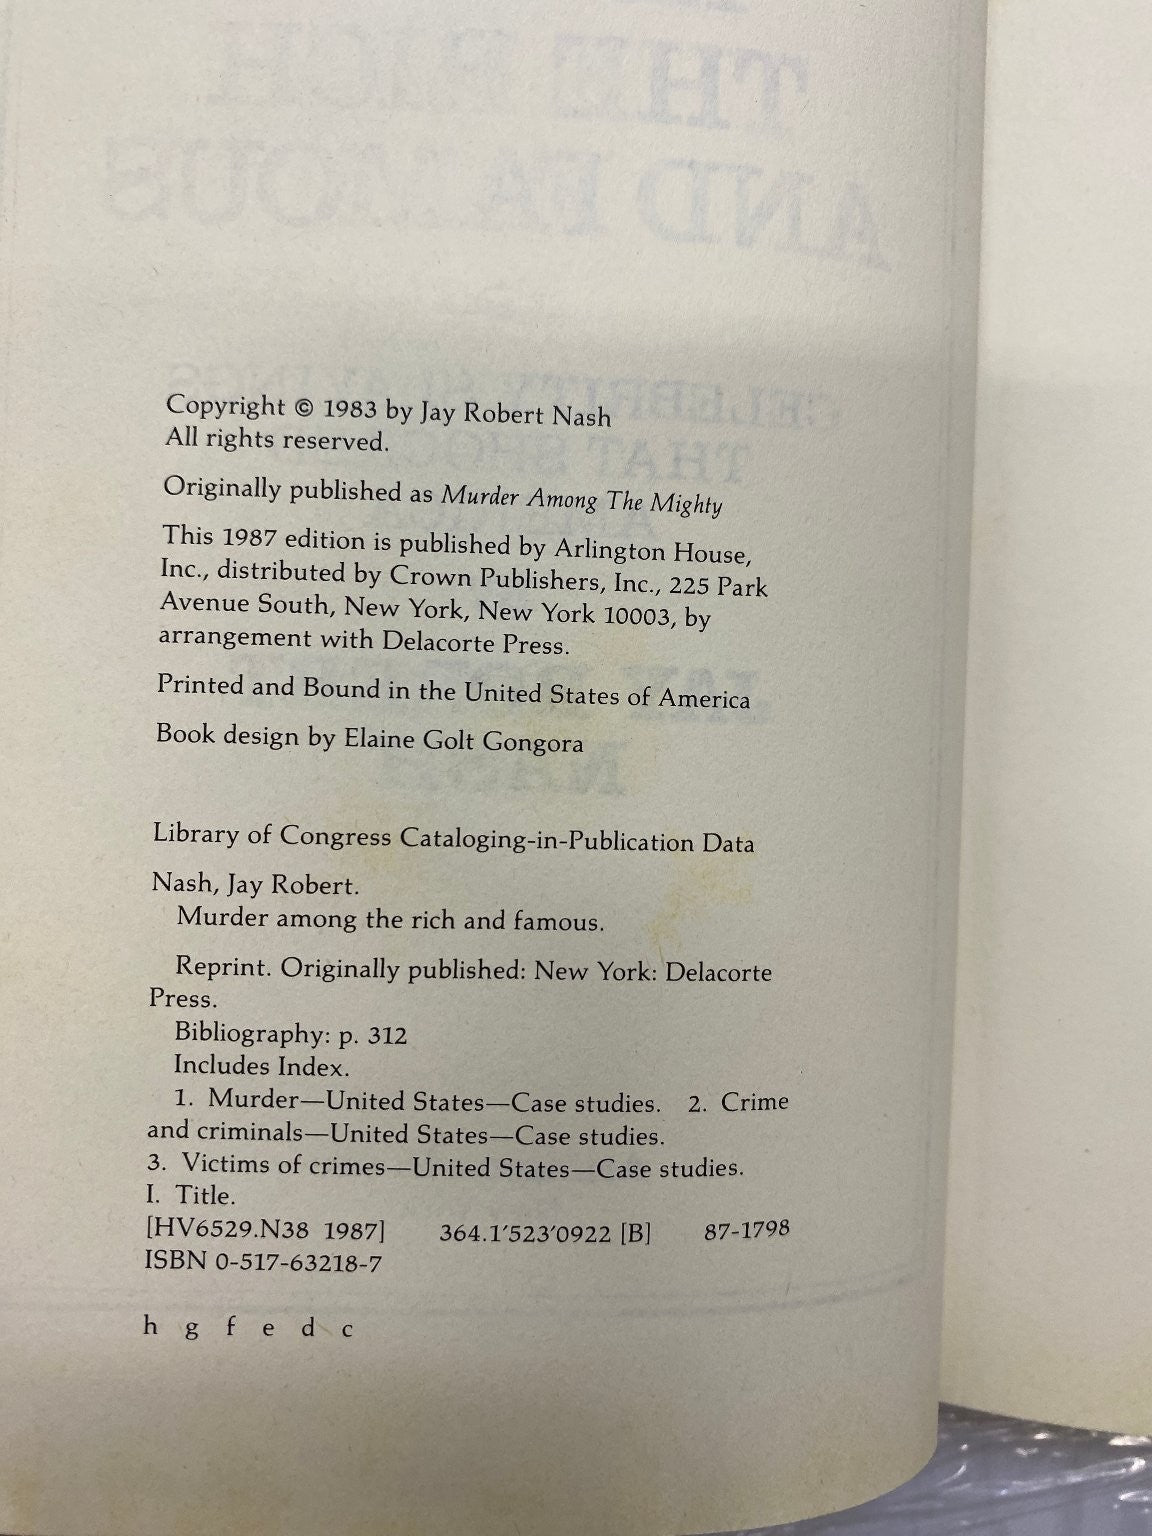 Copyright © 1983 by Jay Robert Nash
All rights reserved.
Originally published as Murder Among The Mighty
This 1987 edition is published by Arlington House,
Inc., distributed by Crown Publishers, Inc., 225 Park
Avenue South, New York, New York 10003, by
arrangement with Delacorte Press.
Printed and Bound in the United States of America
Book design by Elaine Golt Gongora
Library of Congress Cataloging-in-Publication Data
Nash, Jay Robert.
Murder among the rich and famous.
Reprint. Originally published: New York: Delacorte
Press.
Bibliography: p. 312
Includes Index.
1. Murder—United States—Case studies. 2. Crime
and criminals—United States—Case studies.
3. Victims of crimes—United States—Case studies.
I. Title.
[HV6529.N38 1987] 364.1′523′0922 [B] 87-1798
ISBN 0-517-63218-7
h g f e d c